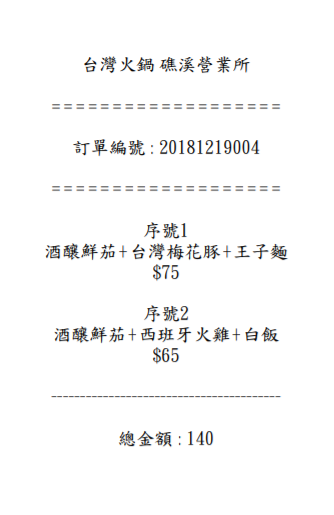 台灣火鍋 礁溪營業所
===================
訂單編號 : 20181219004
===================
序號1
酒釀鮮茄+台灣梅花豚+王子麵
$75
序號2
酒釀鮮茄+西班牙火雞+白飯
$65
-----------------------------------------
總金額 : 140